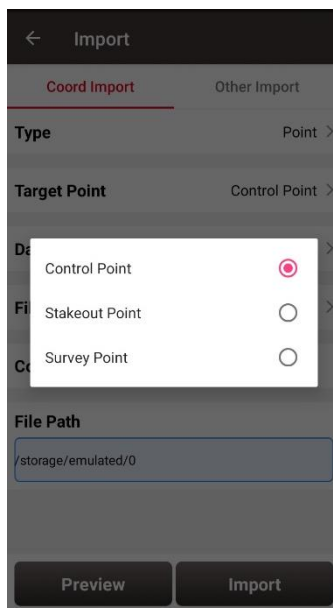 Import
Coord Import Other Import
Type Point
Target Point Control Point
Control Point
Stakeout Point
Survey Point
File Path
/storage/emulated/0
Preview Import